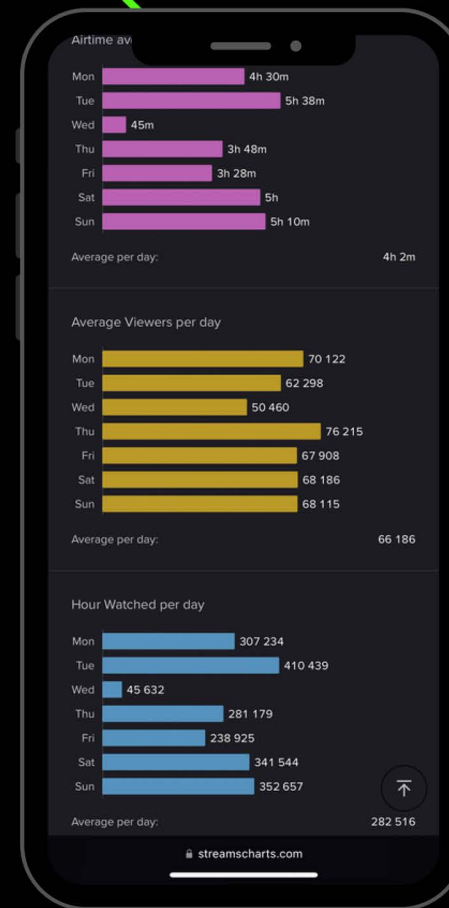 Airtime av
Mon 4h 30m
Tue 5h 38m
Wed 45m
Thu 3h 48m
Fri 3h 28m
Sat 5h
Sun 5h 10m
Average per day: 4h 2m
Average Viewers per day
Mon 70 122
Tue 62 298
Wed 50 460
Thu 76 215
Fri 67 908
Sat 68 186
Sun 68 115
Average per day: 66 186
Hour Watched per day
Mon 307 234
Tue 410 439
Wed 45 632
Thu 281 179
Fri 238 925
Sat 341 544
Sun 352 657
Average per day: 282 516
streamscharts.com